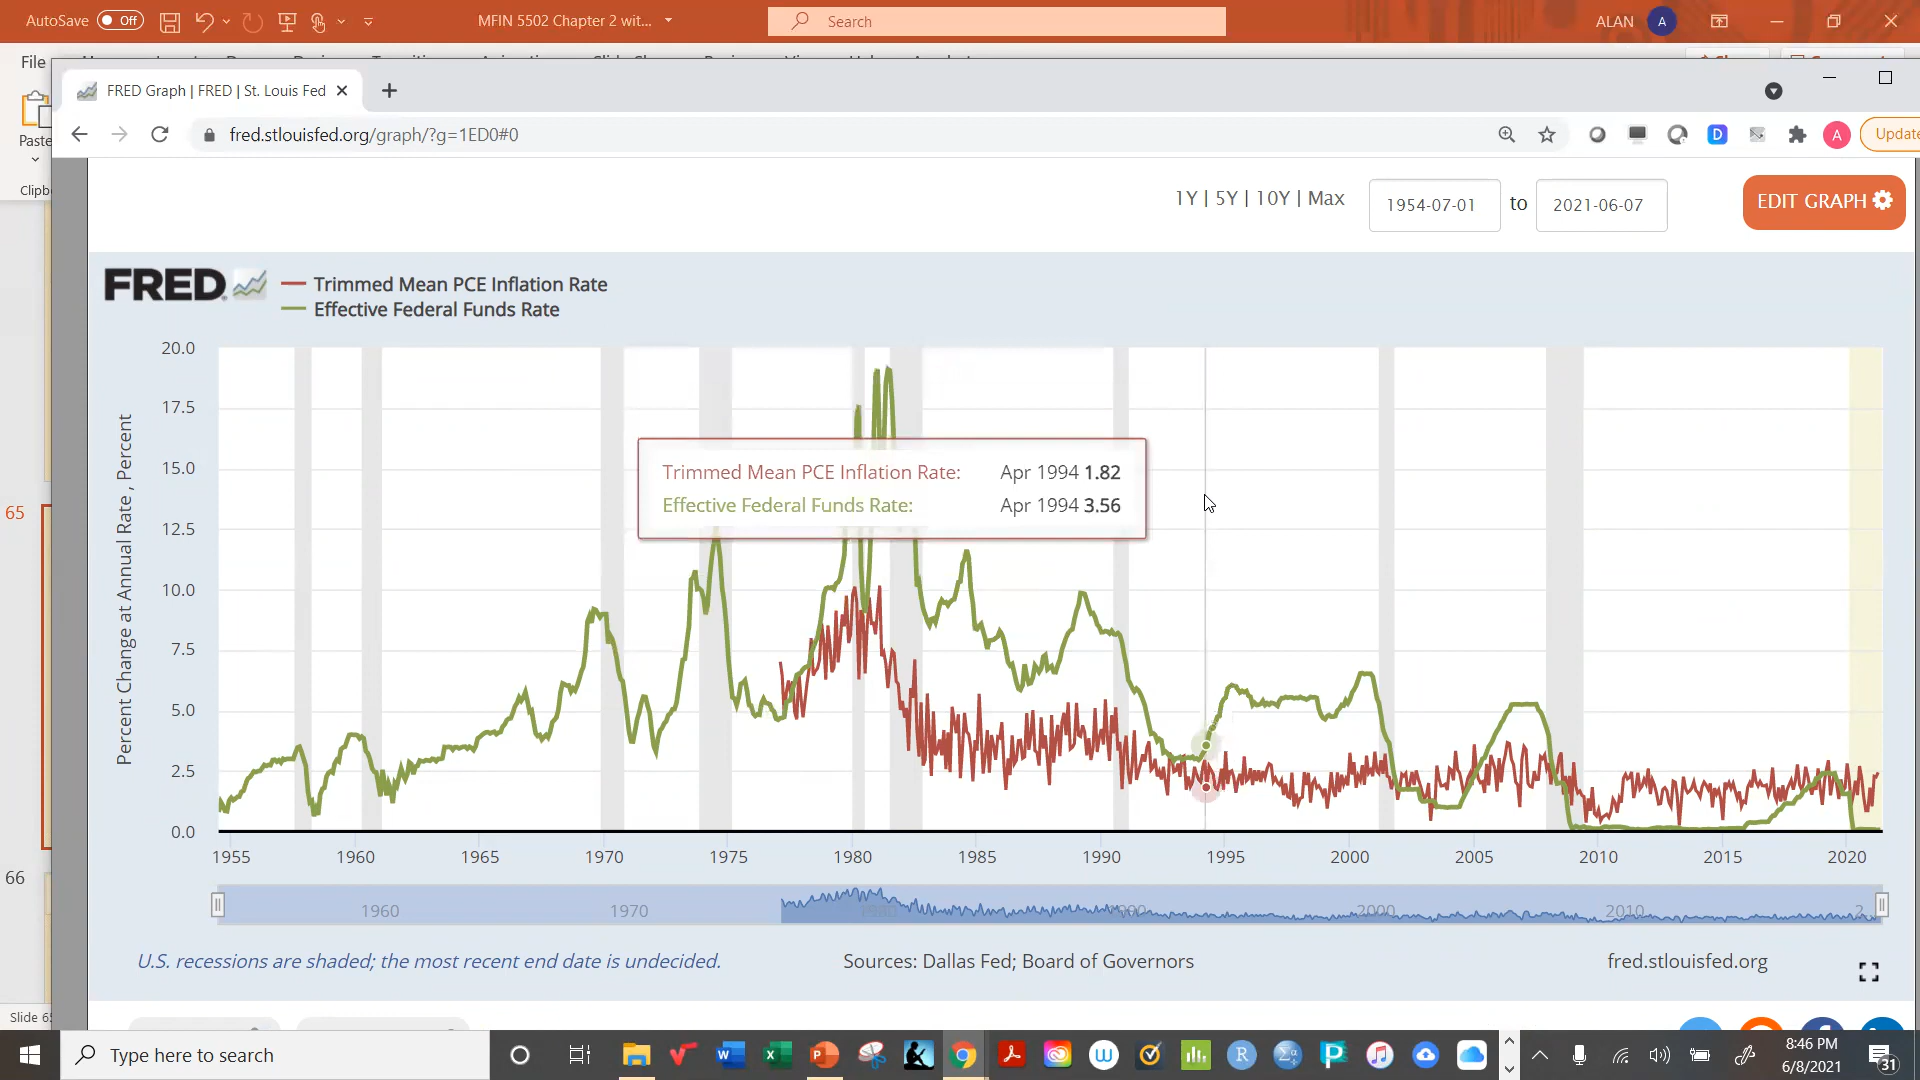 AutoSave Off
MFIN 5502 Chapter 2 wit...
Search
ALAN A
File
FRED Graph | FRED | St. Louis Fed
Paste
fred.stlouisfed.org/graph/?g=1ED0#0
D
A
Update
Clipb
1Y | 5Y | 10Y | Max
1954-07-01 to 2021-06-07
EDIT GRAPH
FRED
Trimmed Mean PCE Inflation Rate
Effective Federal Funds Rate
Percent Change at Annual Rate , Percent
20.0
17.5
15.0
12.5
10.0
7.5
5.0
2.5
0.0
Trimmed Mean PCE Inflation Rate: Apr 1994 1.82
Effective Federal Funds Rate: Apr 1994 3.56
65
66
1955 1960 1965 1970 1975 1980 1985 1990 1995 2000 2005 2010 2015 2020
1960 1970 1980 1990 2000 2010 2...
U.S. recessions are shaded; the most recent end date is undecided.
Sources: Dallas Fed; Board of Governors
fred.stlouisfed.org
Slide 65
Type here to search
8:46 PM
6/8/2021
31